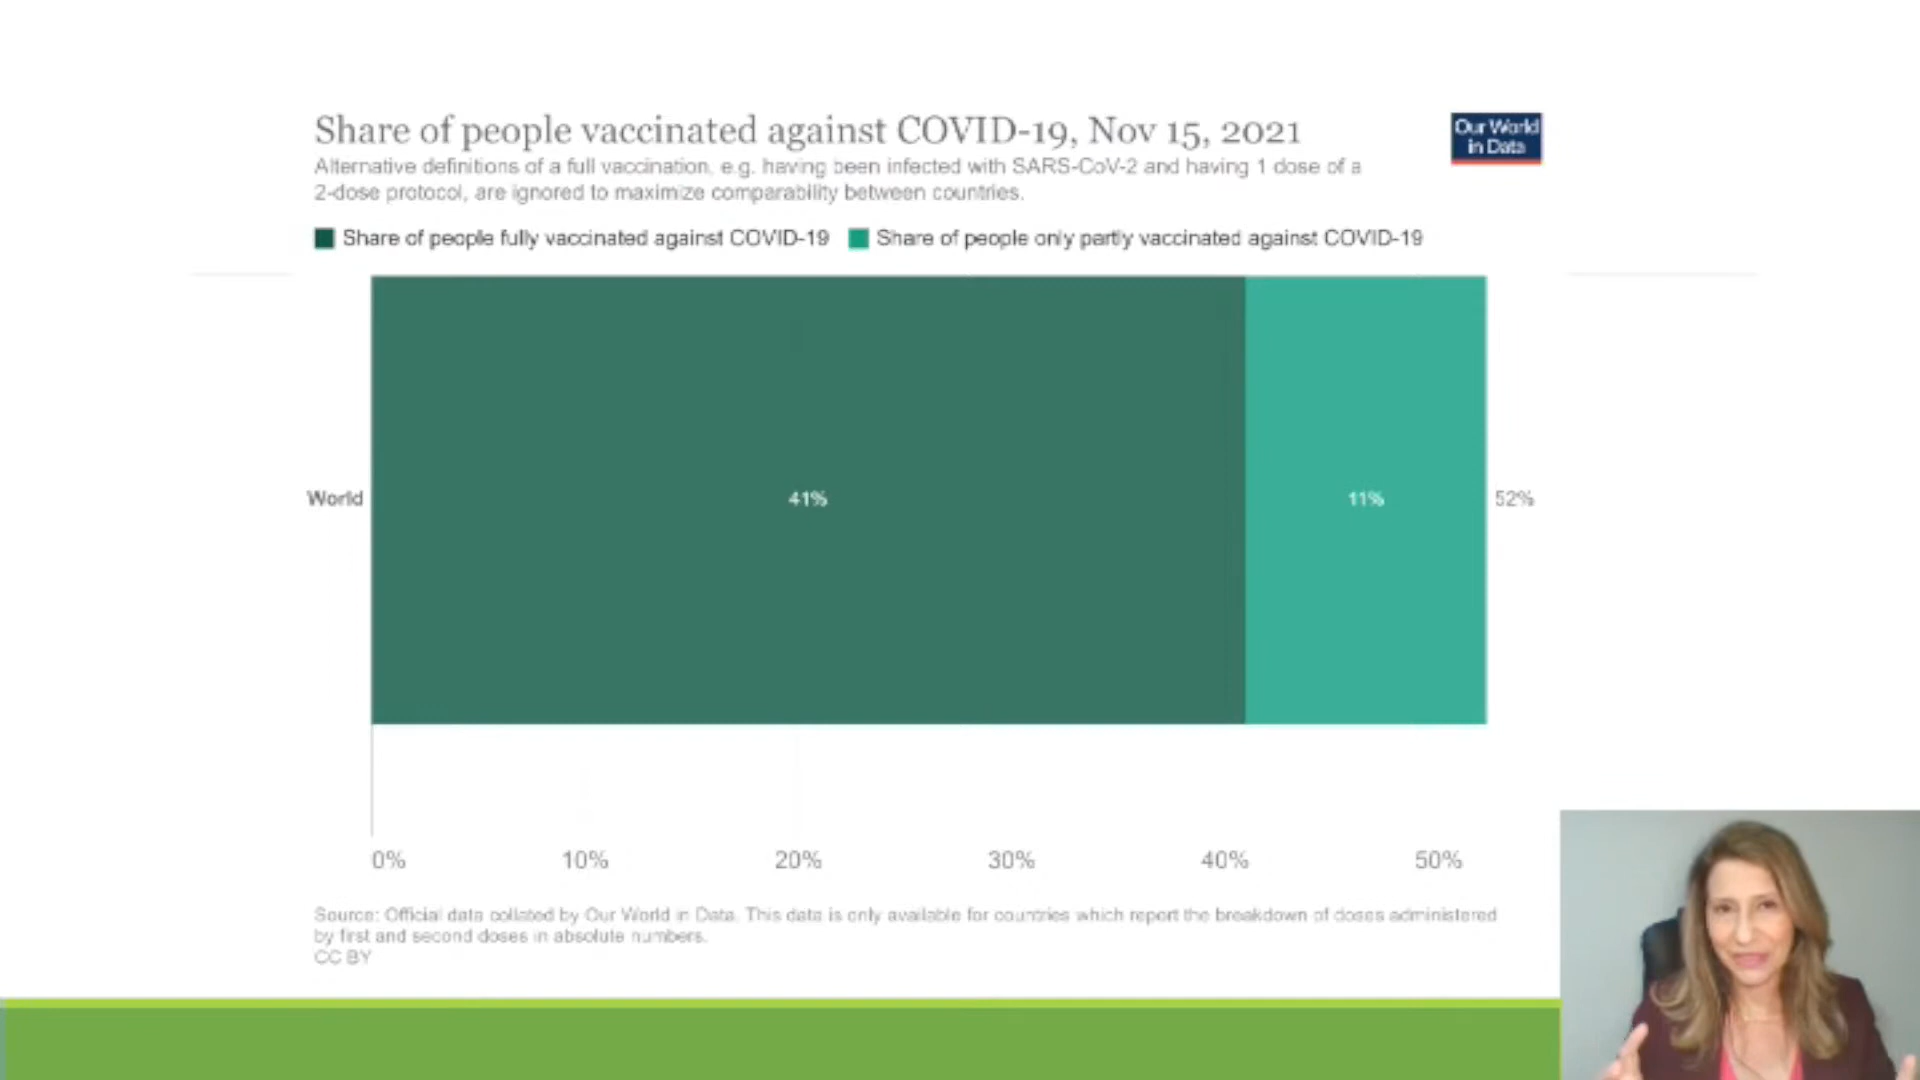 Share of people vaccinated against COVID-19, Nov 15, 2021
Our World
in Data
Alternative definitions of a full vaccination, e.g. having been infected with SARS-CoV-2 and having 1 dose of a
2-dose protocol, are ignored to maximize comparability between countries.
Share of people fully vaccinated against COVID-19 Share of people only partly vaccinated against COVID-19
World 41% 11% 52%
0% 10% 20% 30% 40% 50%
Source: Official data collated by Our World in Data. This data is only available for countries which report the breakdown of doses administered
by first and second doses in absolute numbers.
CC BY